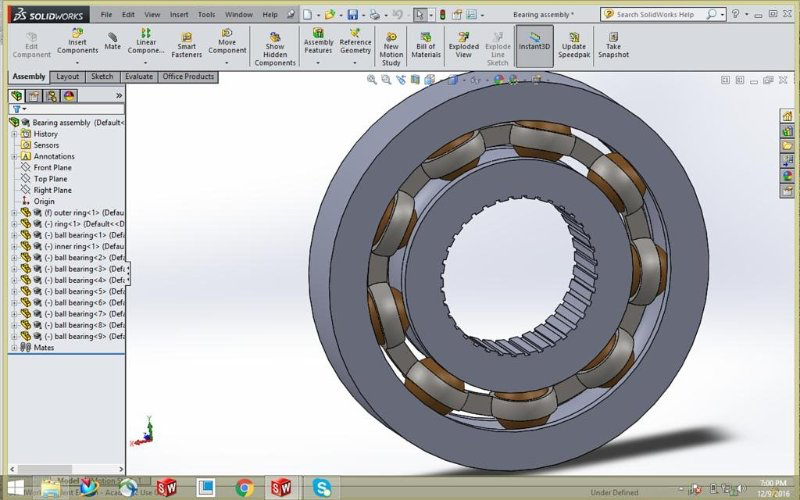 SOLIDWORKS
File Edit View Insert Tools Window Help
Bearing assembly *
Search SolidWorks Help
Edit Component
Insert Components
Mate
Linear Compone...
Smart Fasteners
Move Component
Show Hidden Components
Assembly Features
Reference Geometry
New Motion Study
Bill of Materials
Exploded View
Explode Line Sketch
Instant3D
Update Speedpak
Take Snapshot
Assembly Layout Sketch Evaluate Office Products
Bearing assembly (Default<
History
Sensors
Annotations
Front Plane
Top Plane
Right Plane
Origin
(f) outer ring<1> (Defau
(-) ring<1> (Default<<D
(-) ball bearing<1> (Defa
(-) inner ring<1> (Defau
(-) ball bearing<2> (Defa
(-) ball bearing<3> (Defa
(-) ball bearing<4> (Defa
(-) ball bearing<5> (Defa
(-) ball bearing<6> (Defa
(-) ball bearing<7> (Defa
(-) ball bearing<8> (Defa
(-) ball bearing<9> (Defa
Mates
Under Defined
7:00 PM
12/9/2016